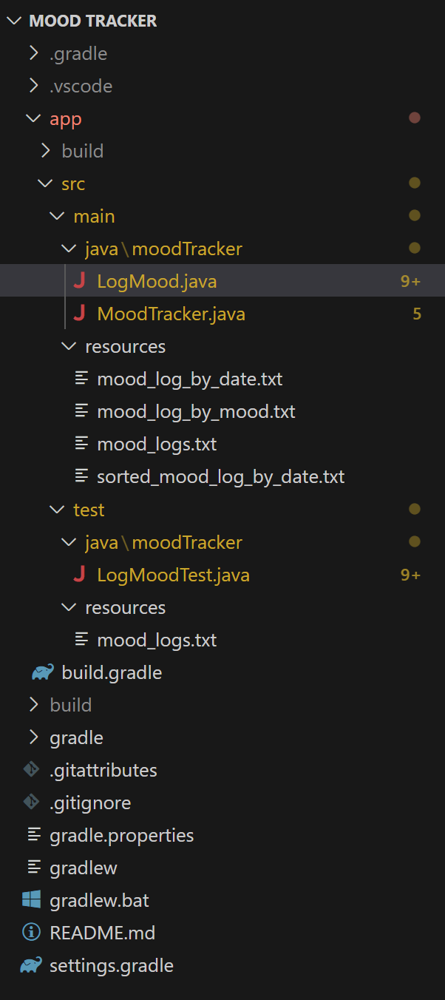 MOOD TRACKER
.gradle
.vscode
app
build
src
main
java\moodTracker
LogMood.java 9+
MoodTracker.java 5
resources
mood_log_by_date.txt
mood_log_by_mood.txt
mood_logs.txt
sorted_mood_log_by_date.txt
test
java\moodTracker
LogMoodTest.java 9+
resources
mood_logs.txt
build.gradle
build
gradle
.gitattributes
.gitignore
gradle.properties
gradlew
gradlew.bat
README.md
settings.gradle